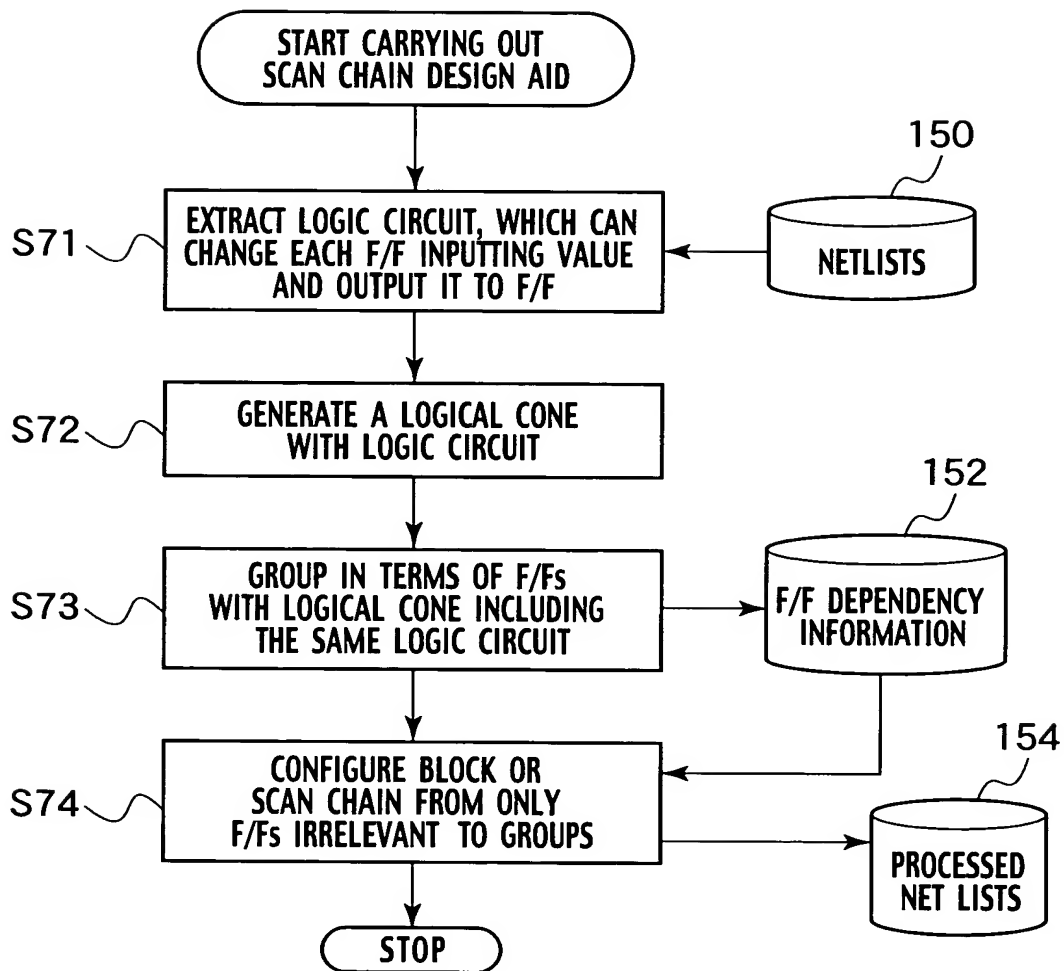 START CARRYING OUT
SCAN CHAIN DESIGN AID
150
S71
EXTRACT LOGIC CIRCUIT, WHICH CAN
CHANGE EACH F/F INPUTTING VALUE
AND OUTPUT IT TO F/F
NETLISTS
S72
GENERATE A LOGICAL CONE
WITH LOGIC CIRCUIT
152
S73
GROUP IN TERMS OF F/Fs
WITH LOGICAL CONE INCLUDING
THE SAME LOGIC CIRCUIT
F/F DEPENDENCY
INFORMATION
154
S74
CONFIGURE BLOCK OR
SCAN CHAIN FROM ONLY
F/Fs IRRELEVANT TO GROUPS
PROCESSED
NET LISTS
STOP